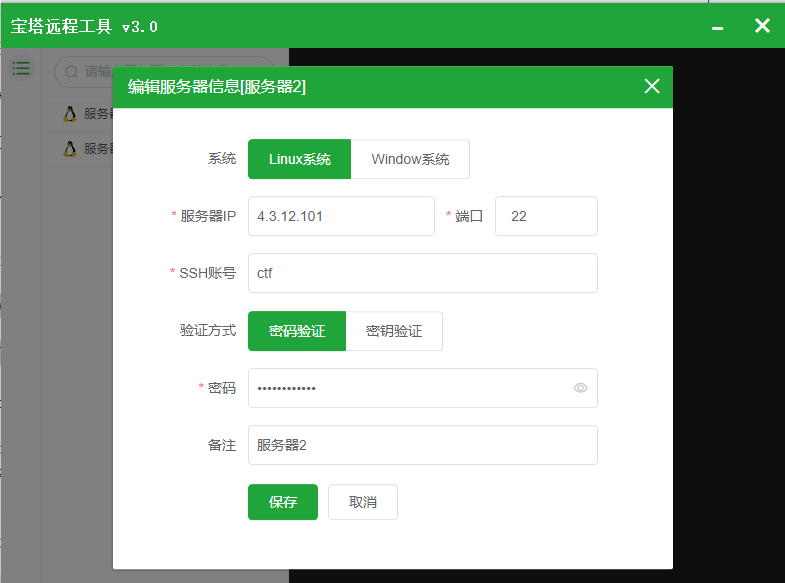 宝塔远程工具 v3.0
请输
服务
服务
编辑服务器信息[服务器2]
系统 Linux系统 Window系统
* 服务器IP 4.3.12.101 * 端口 22
* SSH账号 ctf
验证方式 密码验证 密钥验证
* 密码 ••••••••••••
备注 服务器2
保存 取消